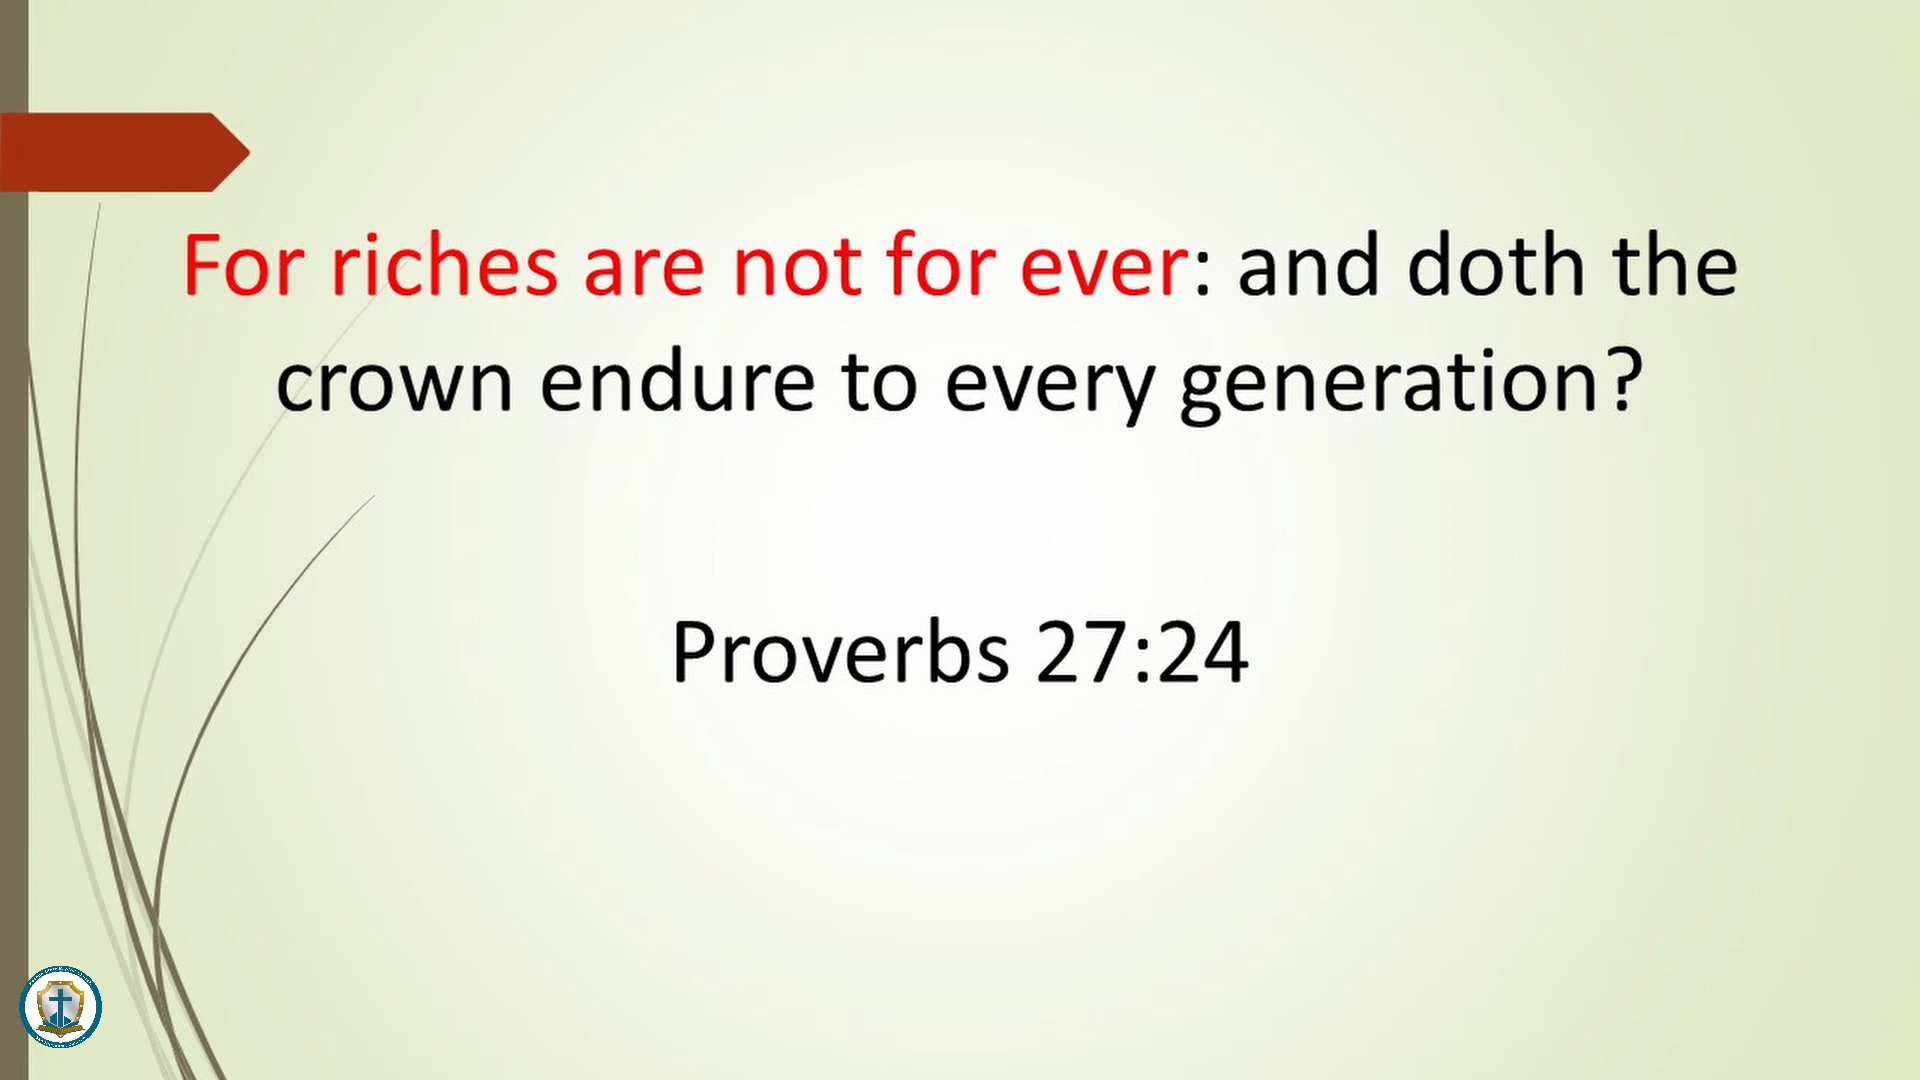 For riches are not for ever: and doth the
crown endure to every generation?
Proverbs 27:24